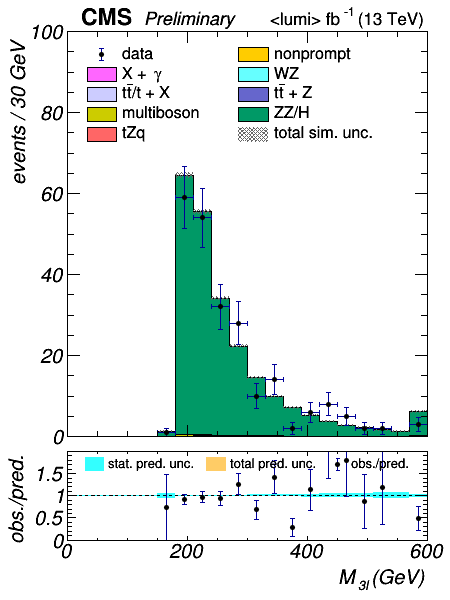 CMS Preliminary <lumi> fb⁻¹ (13 TeV)
events / 30 GeV
100
80
60
40
20
0
data
nonprompt
X + γ
WZ
tt̄/t + X
tt̄ + Z
multiboson
ZZ/H
tZq
total sim. unc.
obs./pred.
stat. pred. unc.
total pred. unc.
obs./pred.
1.5
1
0.5
0
0
200
400
600
M3l (GeV)